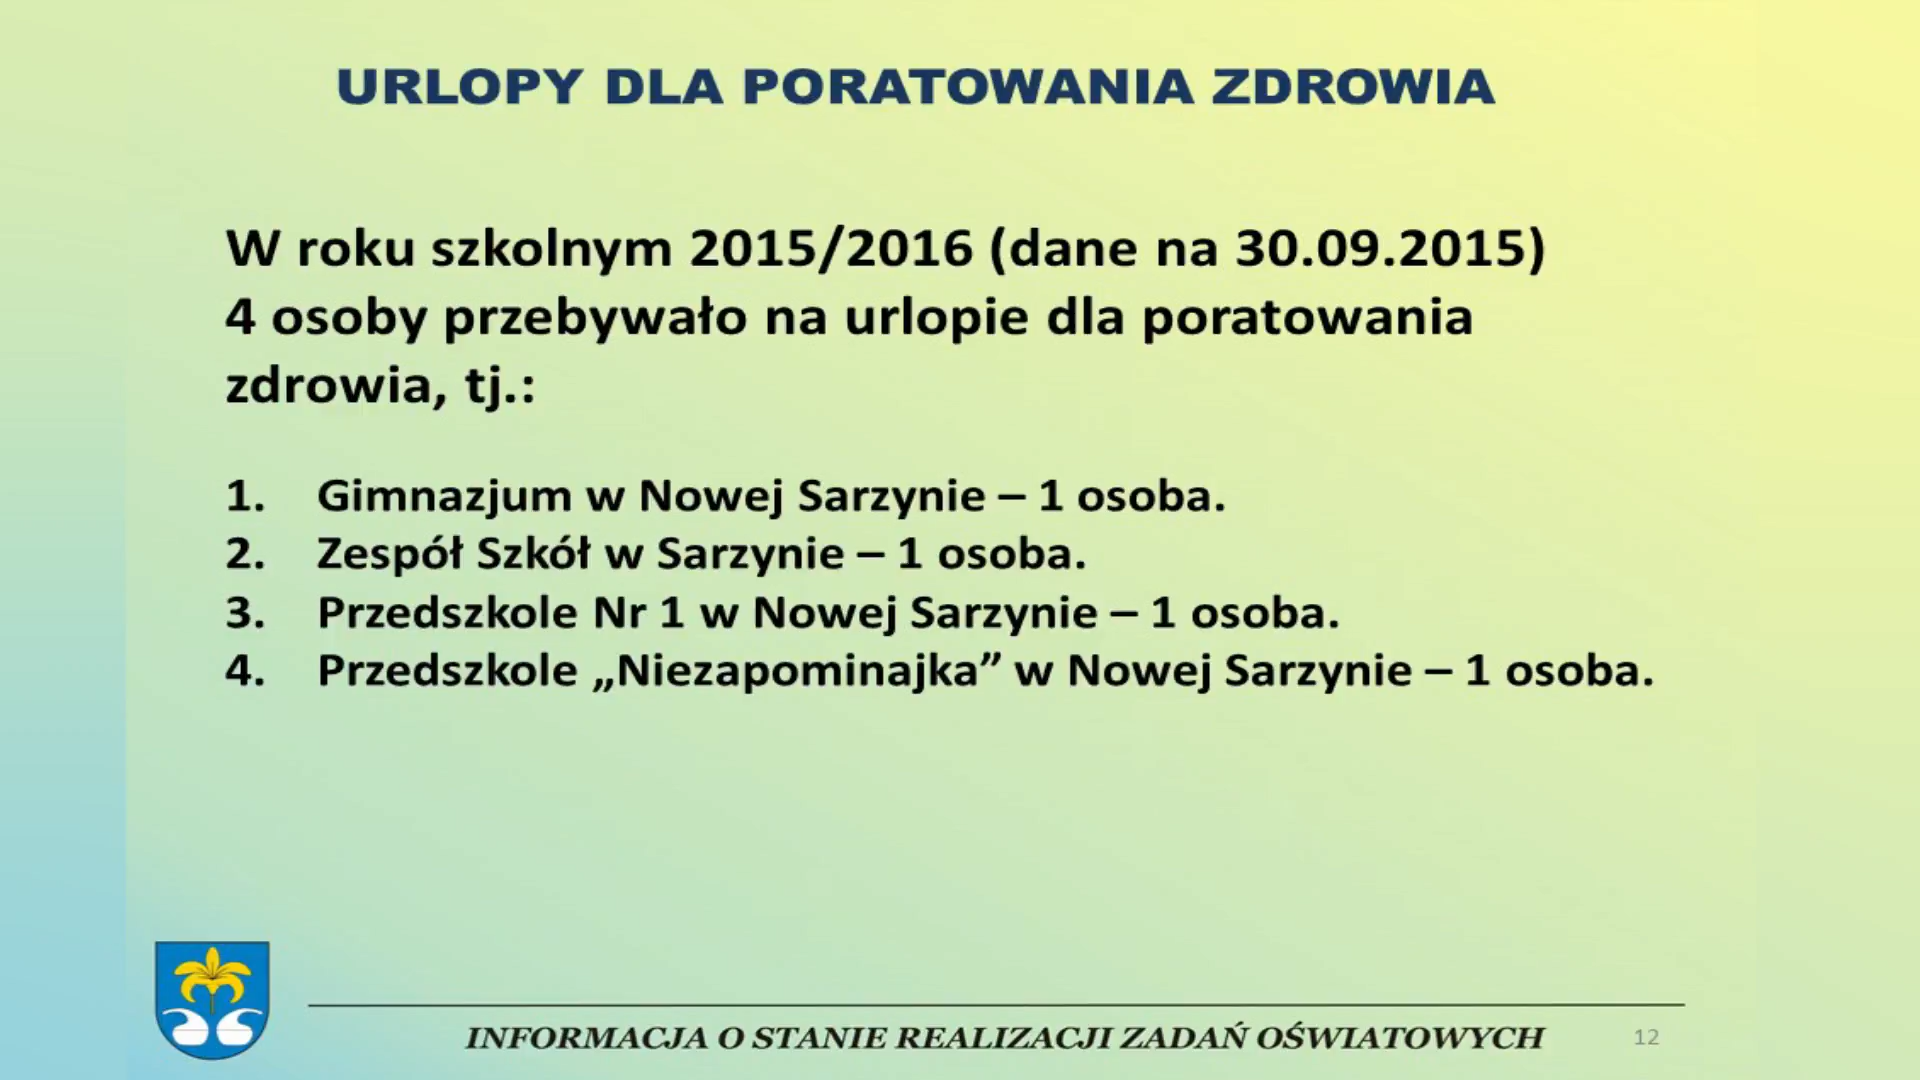 URLOPY DLA PORATOWANIA ZDROWIA
W roku szkolnym 2015/2016 (dane na 30.09.2015)
4 osoby przebywało na urlopie dla poratowania
zdrowia, tj.:
1. Gimnazjum w Nowej Sarzynie – 1 osoba.
2. Zespół Szkół w Sarzynie – 1 osoba.
3. Przedszkole Nr 1 w Nowej Sarzynie – 1 osoba.
4. Przedszkole „Niezapominajka” w Nowej Sarzynie – 1 osoba.
INFORMACJA O STANIE REALIZACJI ZADAŃ OŚWIATOWYCH 12